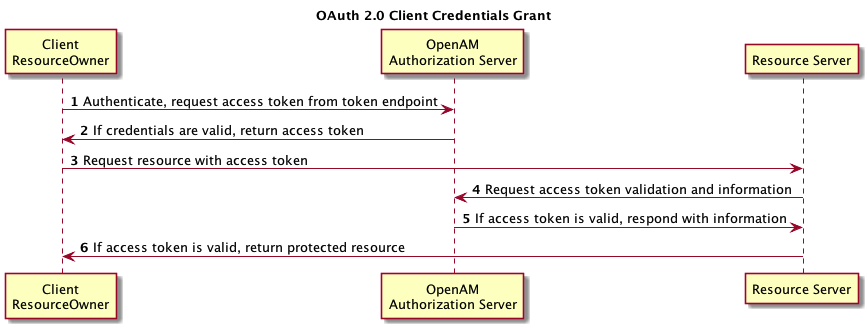 OAuth 2.0 Client Credentials Grant
Client
ResourceOwner
OpenAM
Authorization Server
Resource Server
1 Authenticate, request access token from token endpoint
2 If credentials are valid, return access token
3 Request resource with access token
4 Request access token validation and information
5 If access token is valid, respond with information
6 If access token is valid, return protected resource
Client
ResourceOwner
OpenAM
Authorization Server
Resource Server